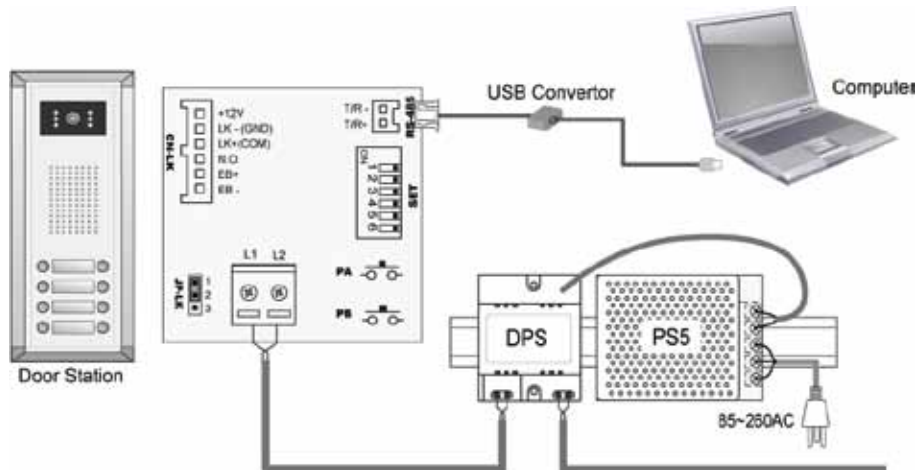 USB Convertor
Computer
CN-LK
+12V
LK -(GND)
LK+(COM)
N.O
EB+
EB -
T/R -
T/R+
RS-485
ON
1
2
3
4
5
6
SET
L1 L2
JP-LK
1
2
3
PA
PB
DPS
PS5
85~260AC
Door Station